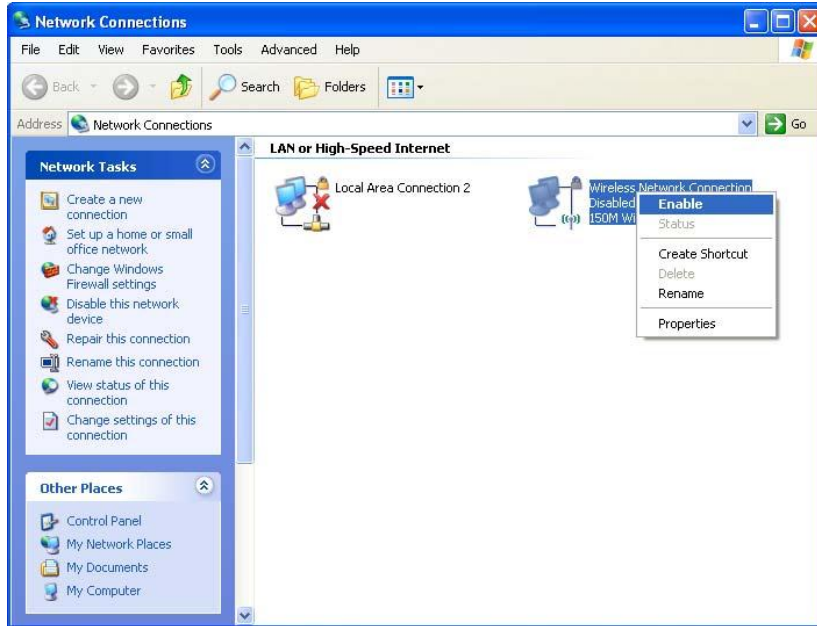 Network Connections
File Edit View Favorites Tools Advanced Help
Back Search Folders
Address Network Connections Go
Network Tasks
Create a new
connection
Set up a home or small
office network
Change Windows
Firewall settings
Disable this network
device
Repair this connection
Rename this connection
View status of this
connection
Change settings of this
connection
Other Places
Control Panel
My Network Places
My Documents
My Computer
LAN or High-Speed Internet
Local Area Connection 2
Wireless Network Connection
Disabled
150M Wi
Enable
Status
Create Shortcut
Delete
Rename
Properties